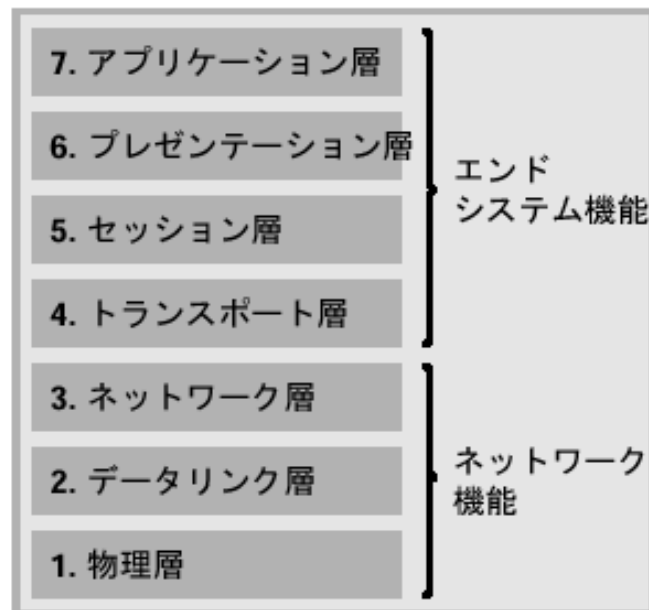 7. アプリケーション層
6. プレゼンテーション層
5. セッション層
4. トランスポート層
エンド
システム機能
3. ネットワーク層
2. データリンク層
1. 物理層
ネットワーク
機能